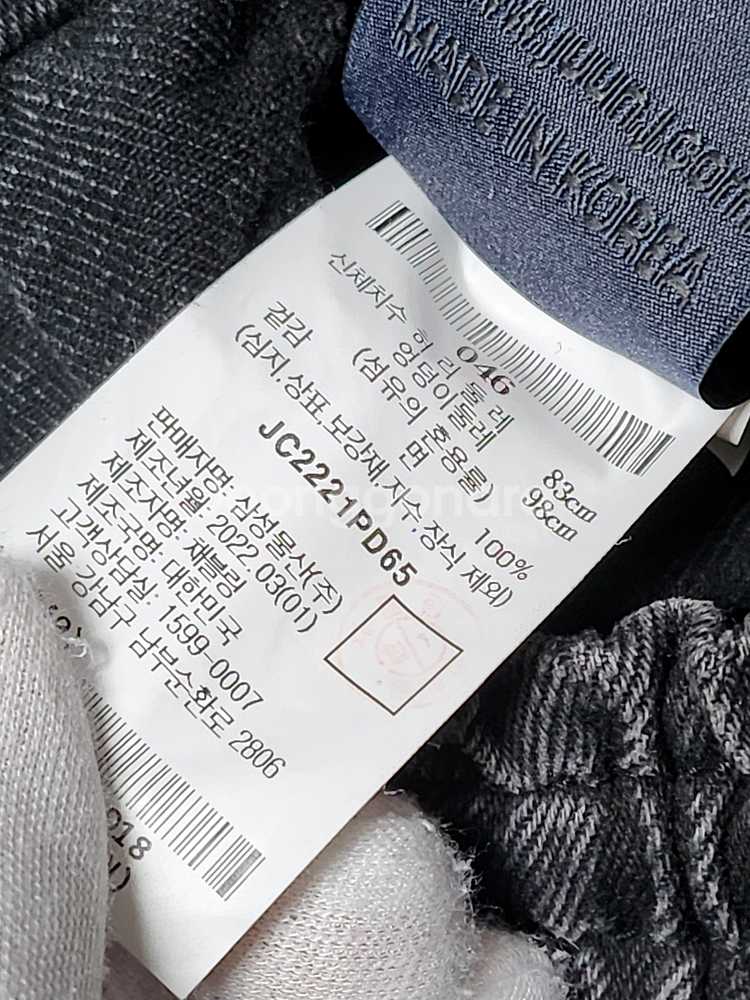 MADE IN KOREA
046
신체치수 허리둘레 83cm
엉덩이둘레 98cm
(섬유의 혼용률)
겉감 면 100%
(심지,상표,보강재,자수,장식 제외)
JC2221PD65
판매자명: 삼성물산(주)
제조년월: 2022 03(01)
제조자명: 채블링
제조국명: 대한민국
고객상담실: 1599-0007
서울 강남구 남부순환로 2806